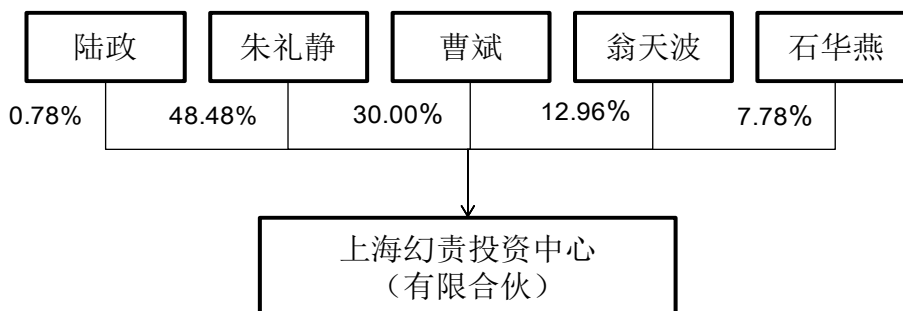 陆政
朱礼静
曹斌
翁天波
石华燕
0.78%
48.48%
30.00%
12.96%
7.78%
上海幻责投资中心
（有限合伙）